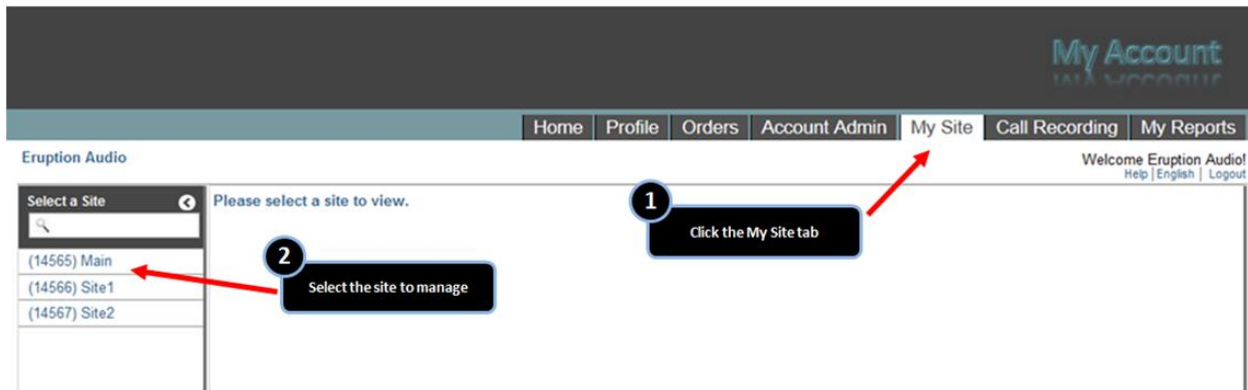 My Account
Home Profile Orders Account Admin My Site Call Recording My Reports
Eruption Audio
Welcome Eruption Audio!
Help | English | Logout
Select a Site
Please select a site to view.
1
Click the My Site tab
(14565) Main
2
(14566) Site1
Select the site to manage
(14567) Site2